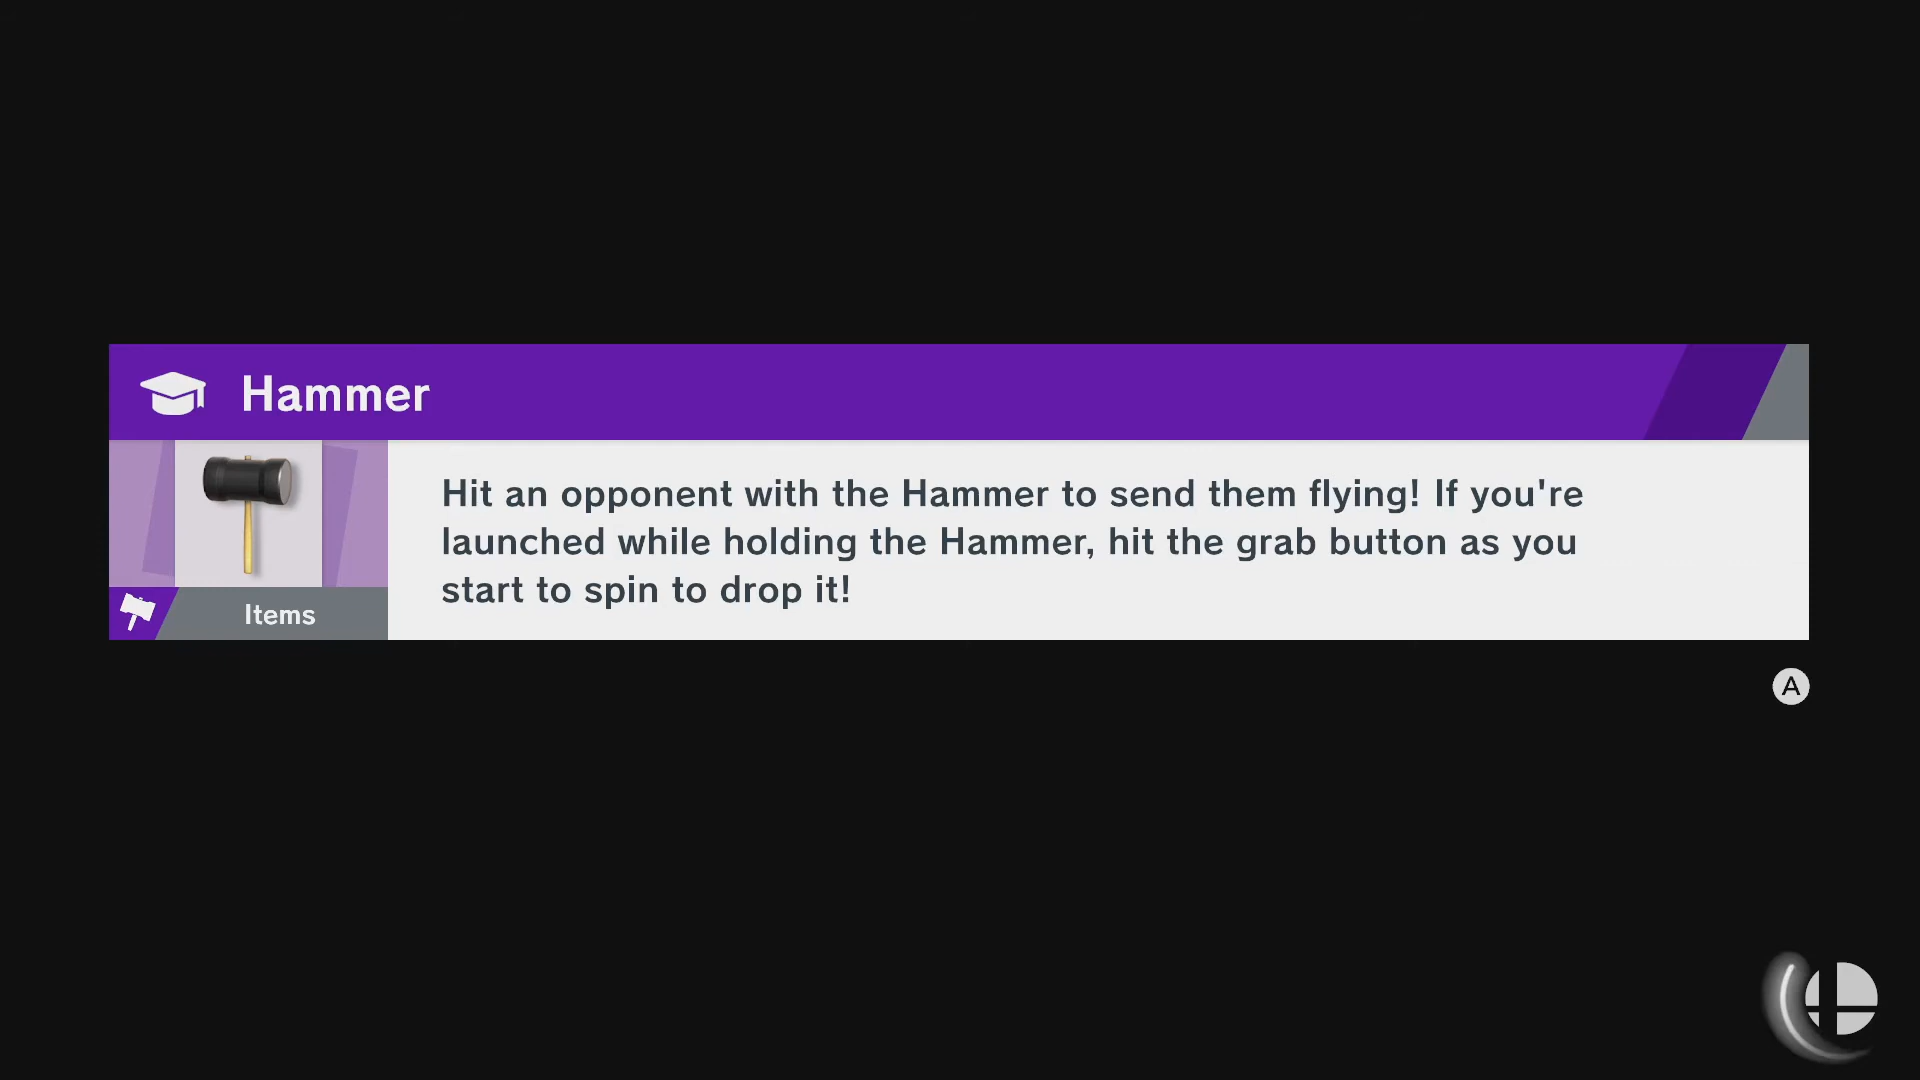 Hammer
Hit an opponent with the Hammer to send them flying! If you're
launched while holding the Hammer, hit the grab button as you
start to spin to drop it!
Items
A